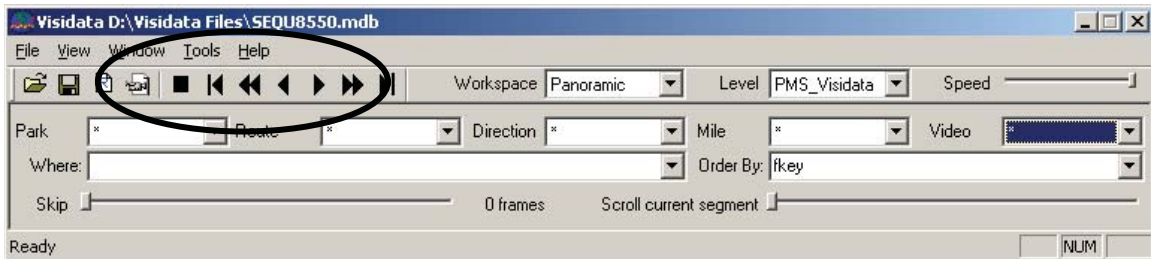 Visidata D:\Visidata Files\SEQU8550.mdb
File View Window Tools Help
Workspace Panoramic Level PMS_Visidata Speed
Park * Route * Direction * Mile * Video *
Where: Order By: fkey
Skip 0 frames Scroll current segment
Ready NUM